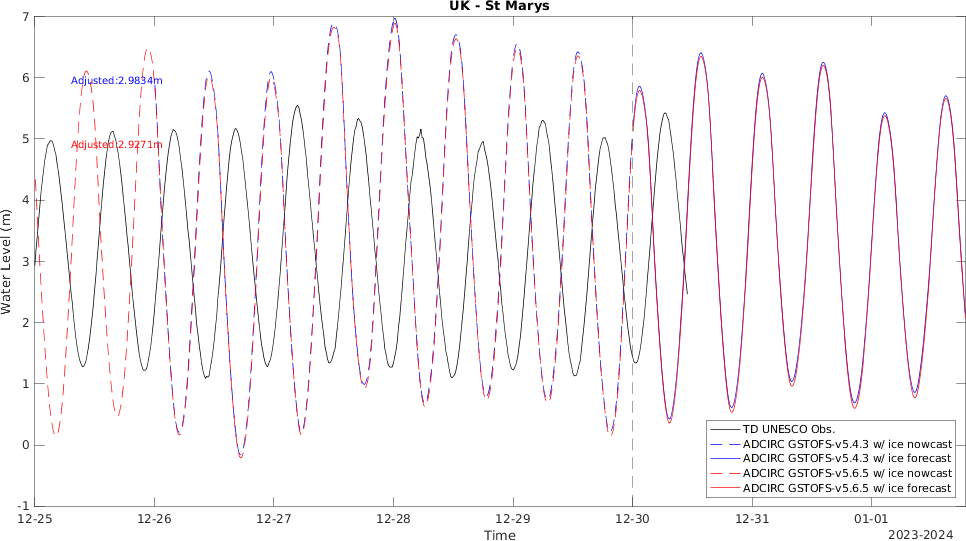 UK - St Marys
7
6
5
4
3
2
1
0
-1
Water Level (m)
Adjusted:2.9834m
Adjusted:2.9271m
TD UNESCO Obs.
ADCIRC GSTOFS-v5.4.3 w/ ice nowcast
ADCIRC GSTOFS-v5.4.3 w/ ice forecast
ADCIRC GSTOFS-v5.6.5 w/ ice nowcast
ADCIRC GSTOFS-v5.6.5 w/ ice forecast
12-25 12-26 12-27 12-28 12-29 12-30 12-31 01-01
Time
2023-2024